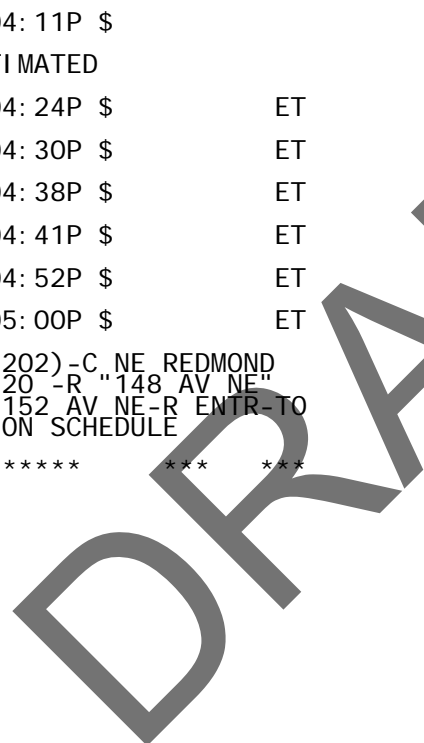 04:11P $
TIMATED
04:24P $ ET
04:30P $ ET
04:38P $ ET
04:41P $ ET
04:52P $ ET
05:00P $ ET
202)-C NE REDMOND
20 -R "148 AV NE"
152 AV NE-R ENTR-TO
ON SCHEDULE
***** *** ***
DRA